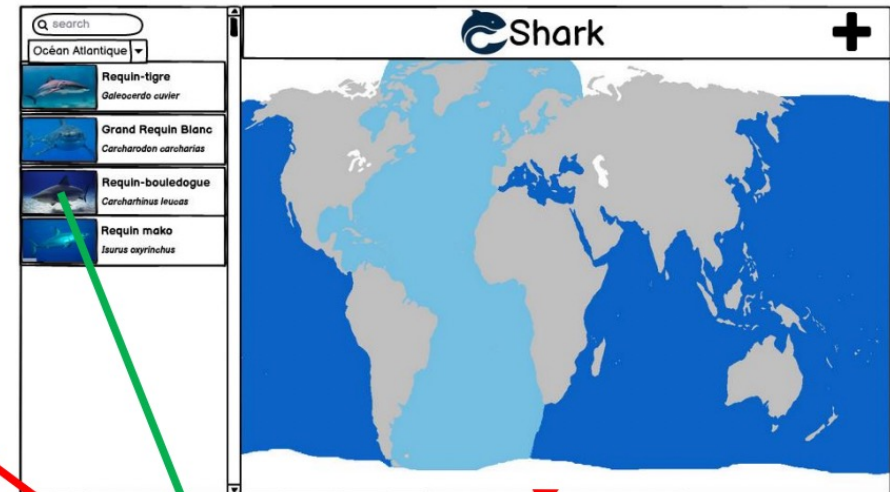 search
Océan Atlantique
Requin-tigre
Galeocerdo cuvier
Grand Requin Blanc
Carcharodon carcharias
Requin-bouledogue
Carcharhinus leucas
Requin mako
Isurus oxyrinchus
Shark